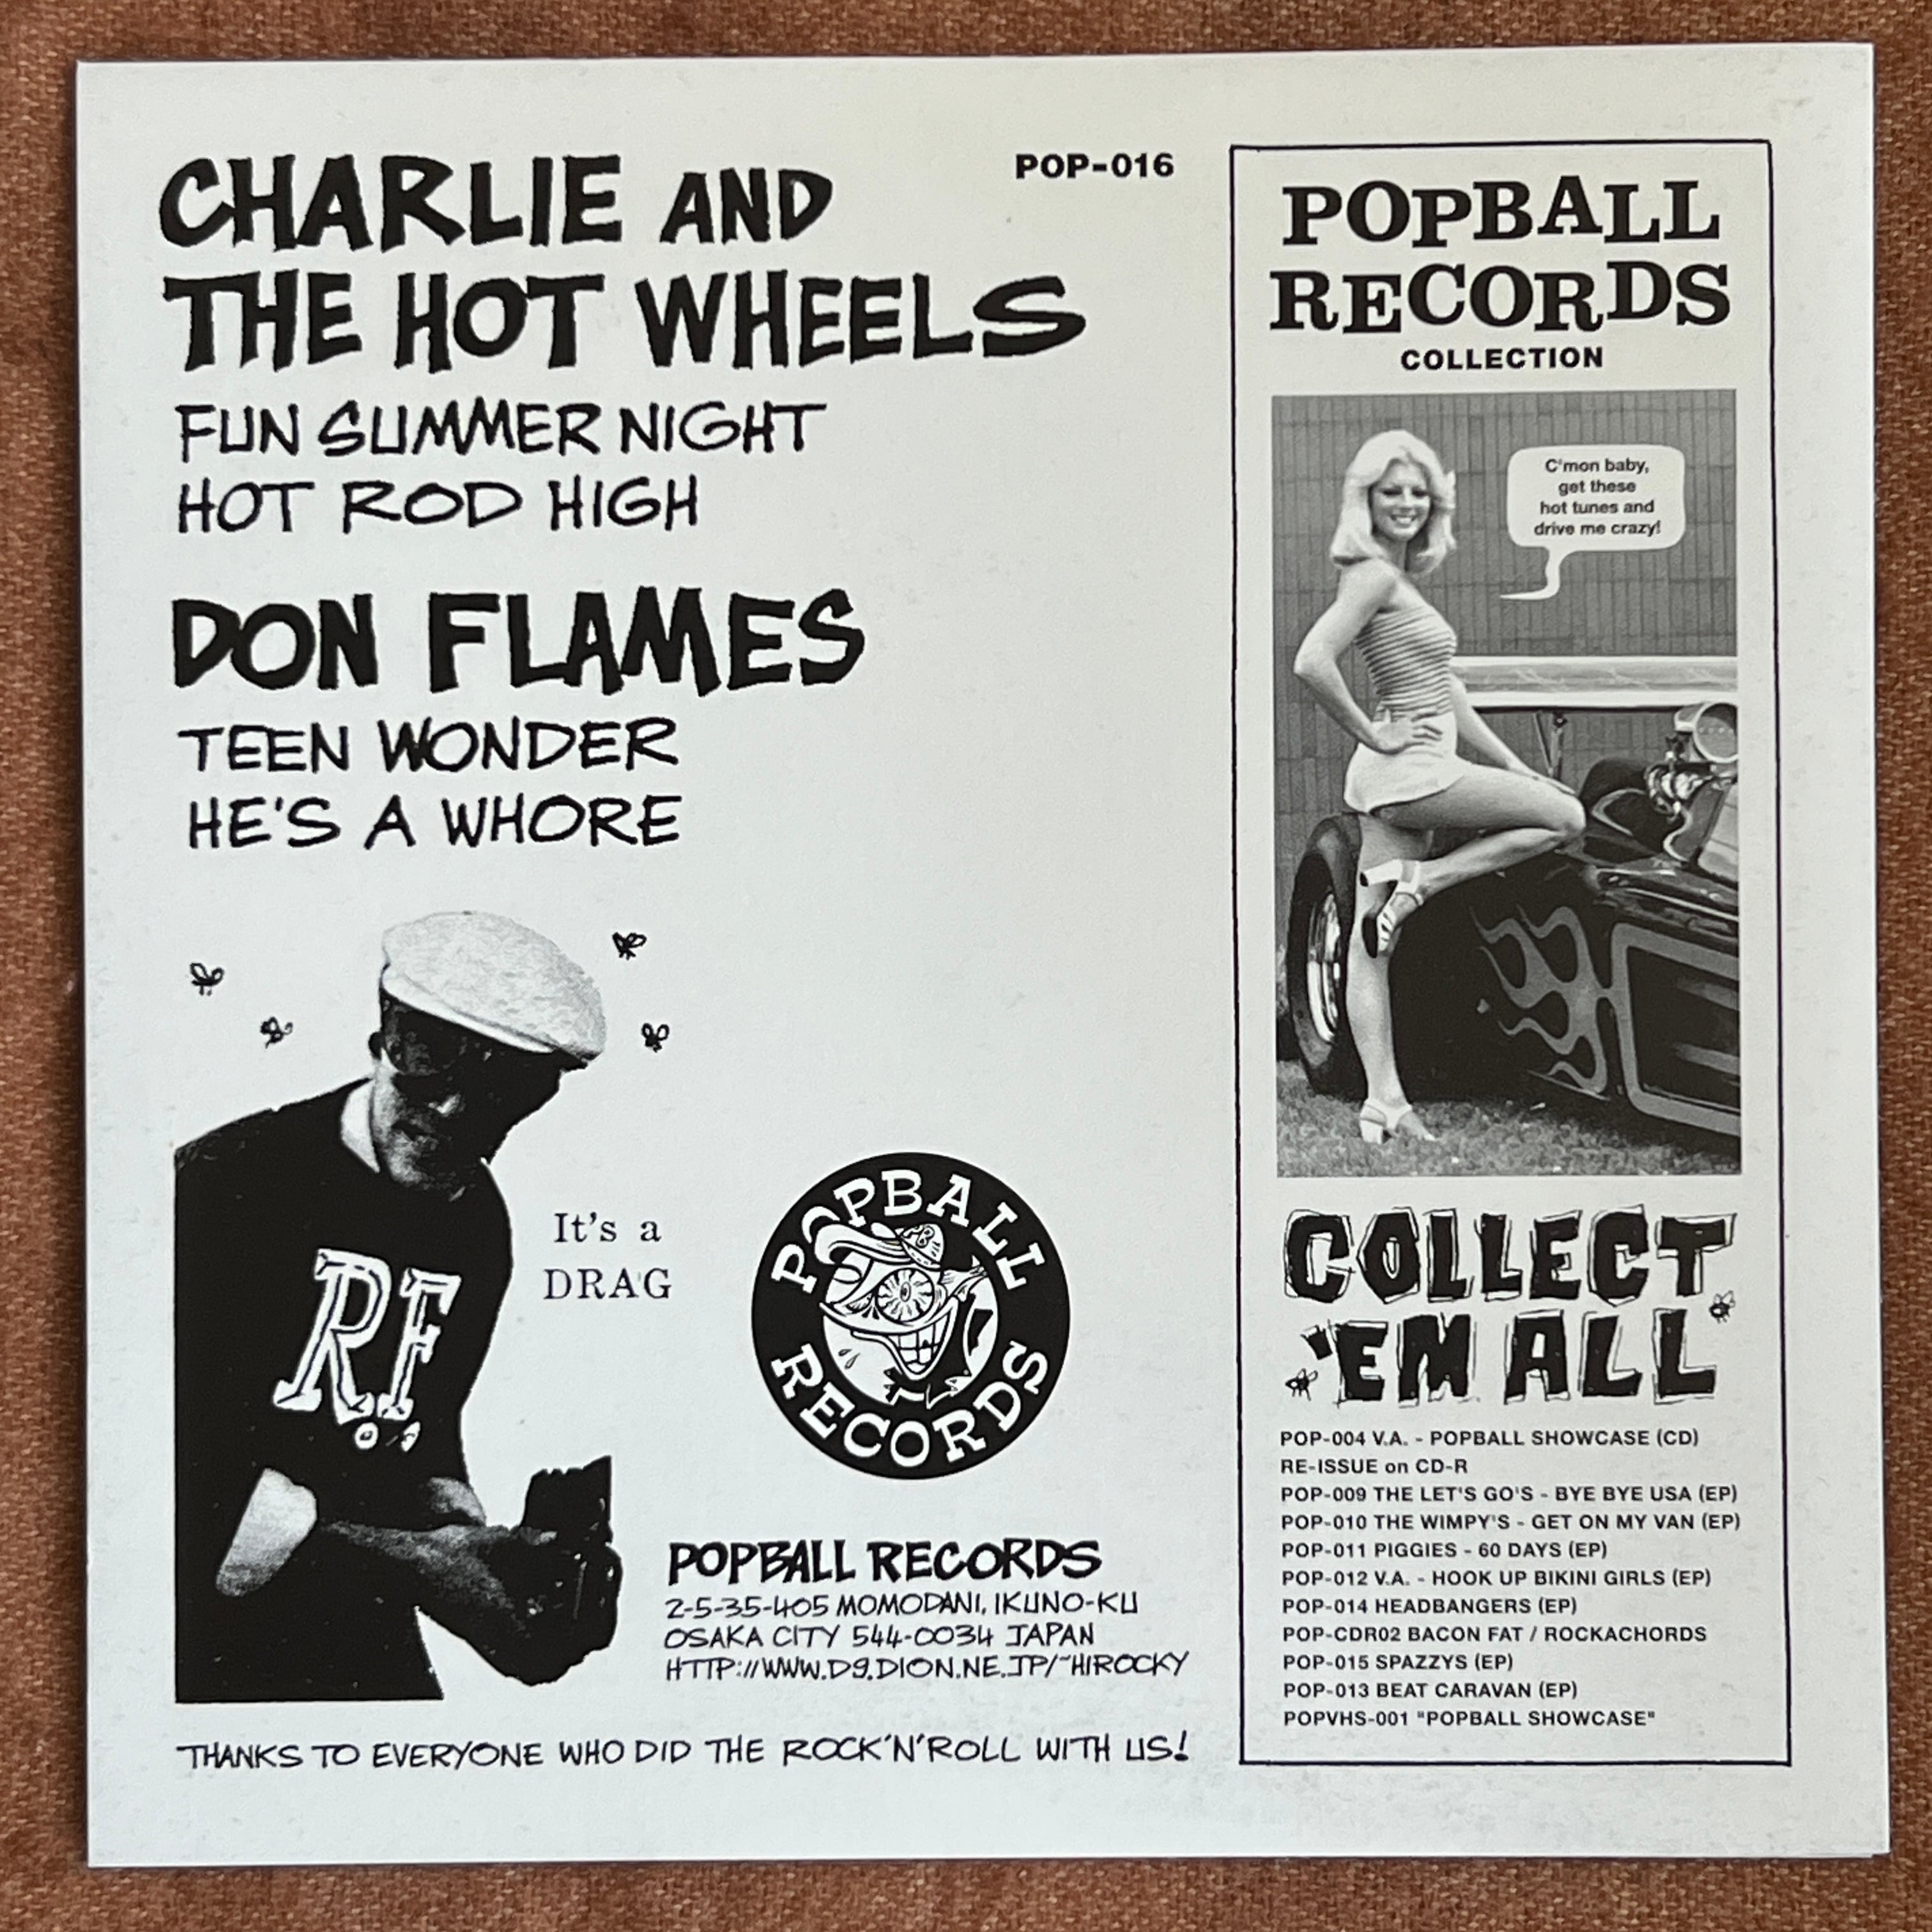 CHARLIE AND
THE HOT WHEELS
POP-016
FUN SUMMER NIGHT
HOT ROD HIGH
DON FLAMES
TEEN WONDER
HE'S A WHORE
R.F.
It's a
DRAG
POPBALL
RECORDS
POPBALL RECORDS
2-5-35-405 MOMODANI, IKUNO-KU
OSAKA CITY 544-0034 JAPAN
HTTP://WWW.D9.DION.NE.JP/~HIROCKY
THANKS TO EVERYONE WHO DID THE ROCK'N'ROLL WITH US!
POPBALL
RECORDS
COLLECTION
C'mon baby,
get these
hot tunes and
drive me crazy!
COLLECT
'EM ALL
POP-004 V.A. - POPBALL SHOWCASE (CD)
RE-ISSUE on CD-R
POP-009 THE LET'S GO'S - BYE BYE USA (EP)
POP-010 THE WIMPY'S - GET ON MY VAN (EP)
POP-011 PIGGIES - 60 DAYS (EP)
POP-012 V.A. - HOOK UP BIKINI GIRLS (EP)
POP-014 HEADBANGERS (EP)
POP-CDR02 BACON FAT / ROCKACHORDS
POP-015 SPAZZYS (EP)
POP-013 BEAT CARAVAN (EP)
POPVHS-001 "POPBALL SHOWCASE"